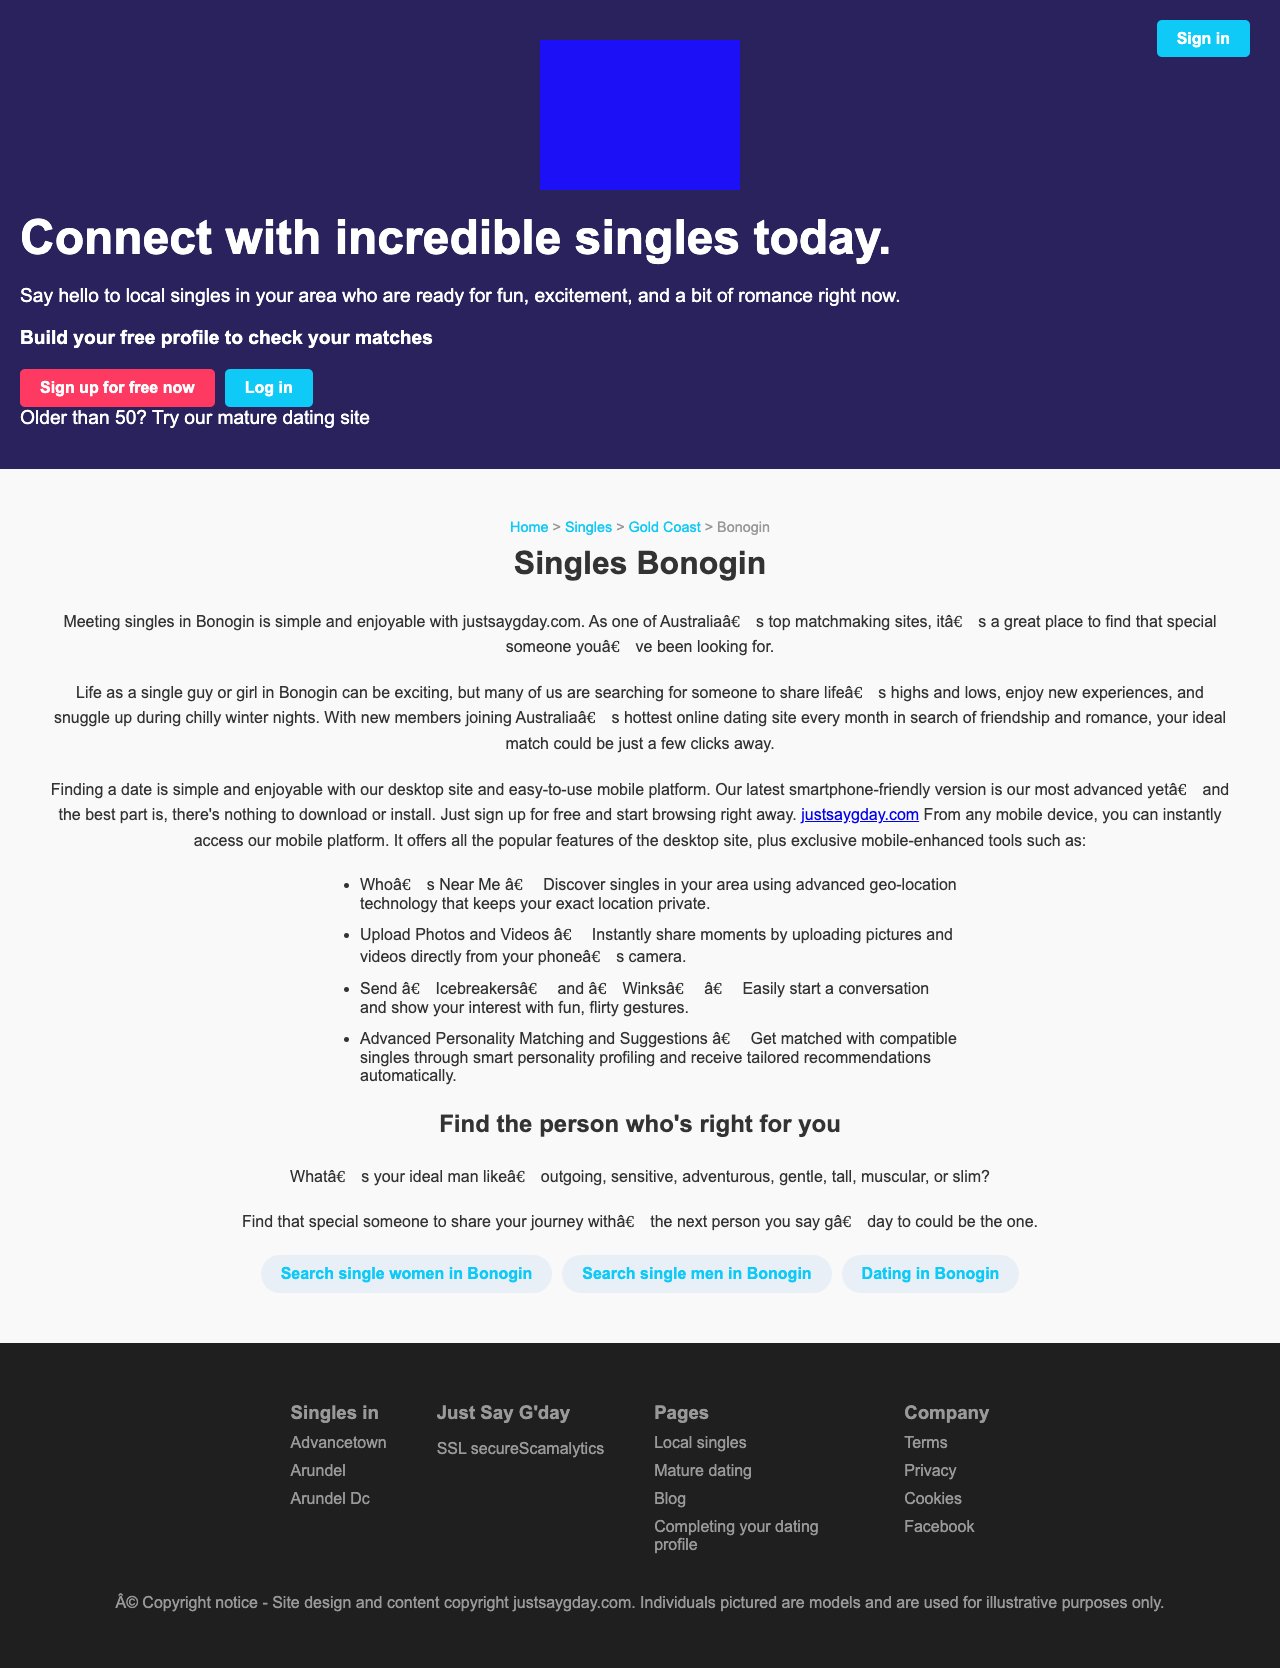 Sign in
Connect with incredible singles today.
Say hello to local singles in your area who are ready for fun, excitement, and a bit of romance right now.
Build your free profile to check your matches
Sign up for free now
Log in
Older than 50? Try our mature dating site
Home > Singles > Gold Coast > Bonogin
Singles Bonogin
Meeting singles in Bonogin is simple and enjoyable with justsaygday.com. As one of Australiaâ€ s top matchmaking sites, itâ€ s a great place to find that special
someone youâ€ ve been looking for.
Life as a single guy or girl in Bonogin can be exciting, but many of us are searching for someone to share lifeâ€ s highs and lows, enjoy new experiences, and
snuggle up during chilly winter nights. With new members joining Australiaâ€ s hottest online dating site every month in search of friendship and romance, your ideal
match could be just a few clicks away.
Finding a date is simple and enjoyable with our desktop site and easy-to-use mobile platform. Our latest smartphone-friendly version is our most advanced yetâ€ and
the best part is, there's nothing to download or install. Just sign up for free and start browsing right away. justsaygday.com From any mobile device, you can instantly
access our mobile platform. It offers all the popular features of the desktop site, plus exclusive mobile-enhanced tools such as:
• Whoâ€ s Near Me â€ Discover singles in your area using advanced geo-location
technology that keeps your exact location private.
• Upload Photos and Videos â€ Instantly share moments by uploading pictures and
videos directly from your phoneâ€ s camera.
• Send â€ Icebreakersâ€ and â€ Winksâ€ â€ Easily start a conversation
and show your interest with fun, flirty gestures.
• Advanced Personality Matching and Suggestions â€ Get matched with compatible
singles through smart personality profiling and receive tailored recommendations
automatically.
Find the person who's right for you
Whatâ€ s your ideal man likeâ€ outgoing, sensitive, adventurous, gentle, tall, muscular, or slim?
Find that special someone to share your journey withâ€ the next person you say gâ€ day to could be the one.
Search single women in Bonogin
Search single men in Bonogin
Dating in Bonogin
Singles in
Advancetown
Arundel
Arundel Dc
Just Say G'day
SSL secureScamalytics
Pages
Local singles
Mature dating
Blog
Completing your dating
profile
Company
Terms
Privacy
Cookies
Facebook
Â© Copyright notice - Site design and content copyright justsaygday.com. Individuals pictured are models and are used for illustrative purposes only.